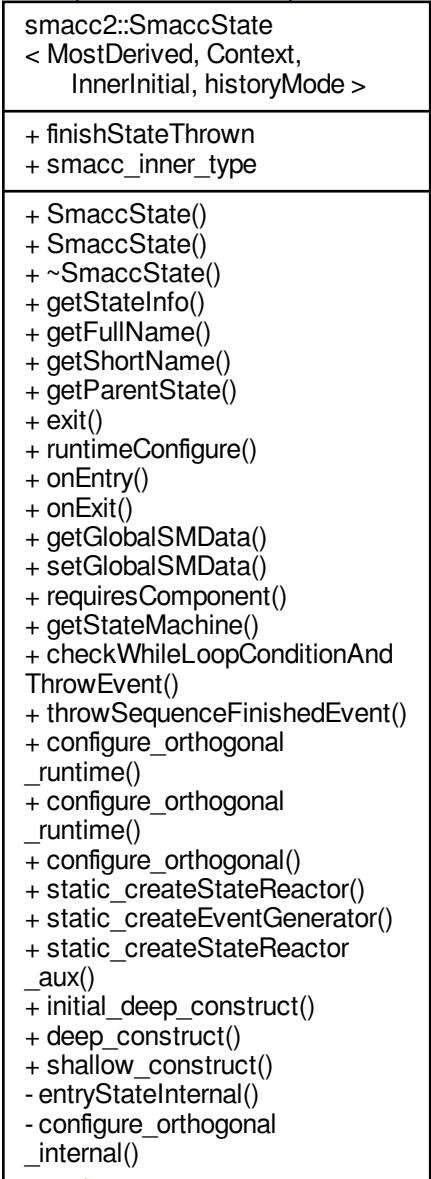 smacc2::SmaccState
< MostDerived, Context,
InnerInitial, historyMode >
+ finishStateThrown
+ smacc_inner_type
+ SmaccState()
+ SmaccState()
+ ~SmaccState()
+ getStateInfo()
+ getFullName()
+ getShortName()
+ getParentState()
+ exit()
+ runtimeConfigure()
+ onEntry()
+ onExit()
+ getGlobalSMData()
+ setGlobalSMData()
+ requiresComponent()
+ getStateMachine()
+ checkWhileLoopConditionAnd
ThrowEvent()
+ throwSequenceFinishedEvent()
+ configure_orthogonal
_runtime()
+ configure_orthogonal
_runtime()
+ configure_orthogonal()
+ static_createStateReactor()
+ static_createEventGenerator()
+ static_createStateReactor
_aux()
+ initial_deep_construct()
+ deep_construct()
+ shallow_construct()
- entryStateInternal()
- configure_orthogonal
_internal()